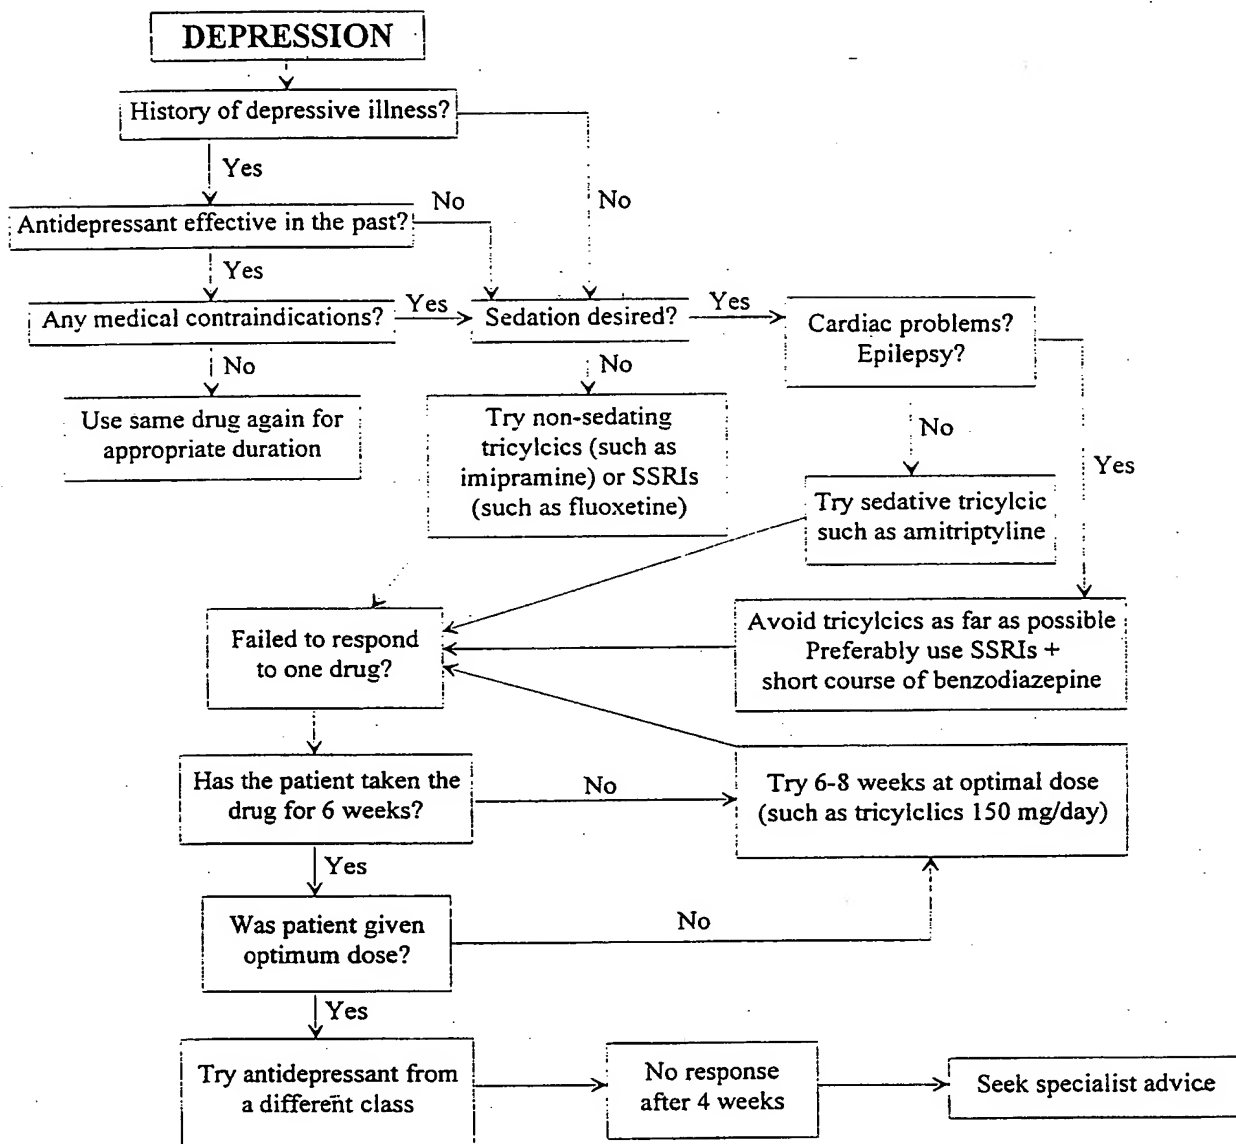 DEPRESSION
History of depressive illness?
Yes
No
No
Antidepressant effective in the past?
Yes
Any medical contraindications?
Yes
Sedation desired?
Yes
Cardiac problems?
Epilepsy?
No
No
Use same drug again for
appropriate duration
Try non-sedating
tricylcics (such as
imipramine) or SSRIs
(such as fluoxetine)
No
Yes
Try sedative tricylcic
such as amitriptyline
Failed to respond
to one drug?
Avoid tricylcics as far as possible
Preferably use SSRIs +
short course of benzodiazepine
Has the patient taken the
drug for 6 weeks?
No
Try 6-8 weeks at optimal dose
(such as tricylclics 150 mg/day)
Yes
Was patient given
optimum dose?
No
Yes
Try antidepressant from
a different class
No response
after 4 weeks
Seek specialist advice